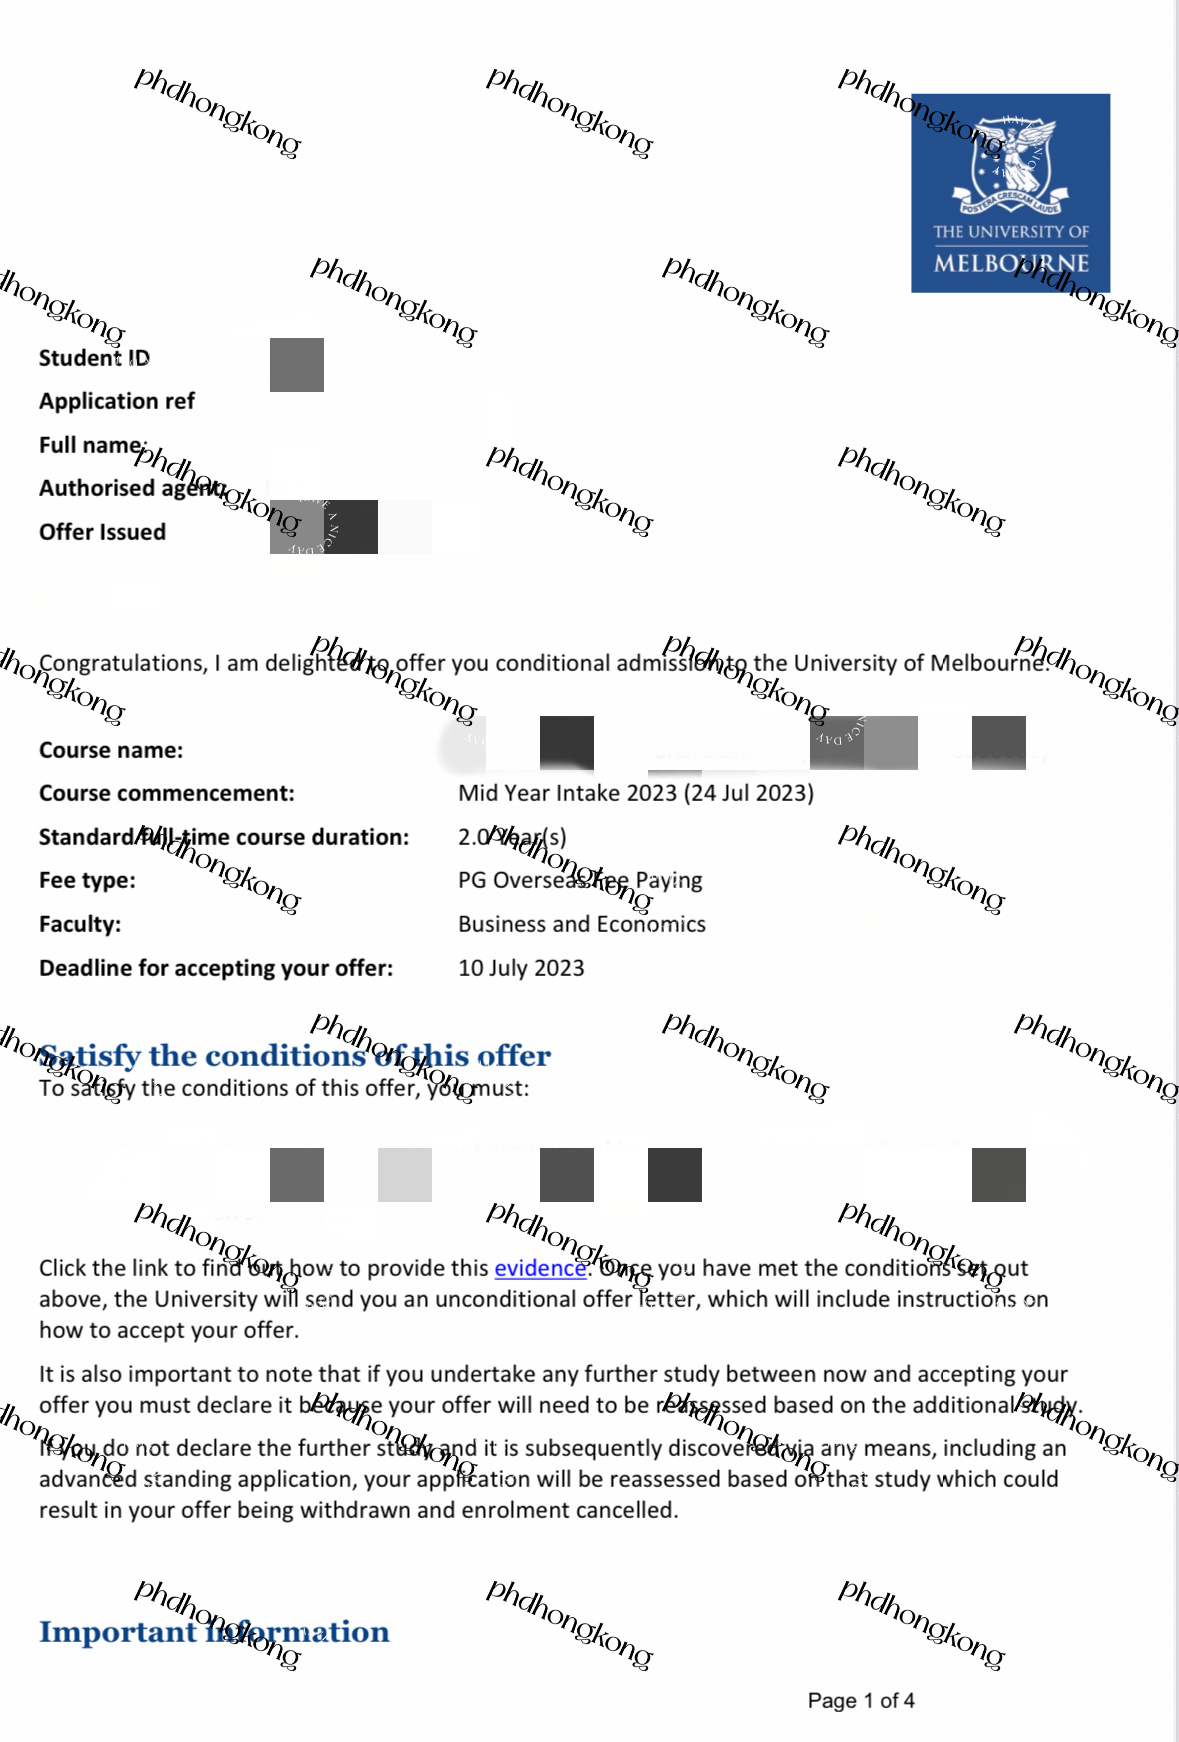 phdhongkong phdhongkong phdhongkong
POSTERA CRESCAM LAUDE
THE UNIVERSITY OF
MELBOURNE
phdhongkong phdhongkong phdhongkong phdhongkong
Student ID
Application ref
Full name:
phdhongkong phdhongkong phdhongkong
Authorised agent:
Offer Issued
A NICE DAY
phdhongkong phdhongkong phdhongkong phdhongkong
Congratulations, I am delighted to offer you conditional admission to the University of Melbourne.
Course name:
NICE DAY
Course commencement: Mid Year Intake 2023 (24 Jul 2023)
Standard full-time course duration: 2.0 Year(s)
phdhongkong phdhongkong phdhongkong
Fee type: PG Overseas Fee Paying
Faculty: Business and Economics
Deadline for accepting your offer: 10 July 2023
phdhongkong phdhongkong phdhongkong phdhongkong
Satisfy the conditions of this offer
To satisfy the conditions of this offer, you must:
phdhongkong phdhongkong phdhongkong
Click the link to find out how to provide this evidence. Once you have met the conditions set out
above, the University will send you an unconditional offer letter, which will include instructions on
how to accept your offer.
It is also important to note that if you undertake any further study between now and accepting your
offer you must declare it because your offer will need to be reassessed based on the additional study.
phdhongkong phdhongkong phdhongkong phdhongkong
If you do not declare the further study and it is subsequently discovered via any means, including an
advanced standing application, your application will be reassessed based on that study which could
result in your offer being withdrawn and enrolment cancelled.
phdhongkong phdhongkong phdhongkong
Important information
Page 1 of 4